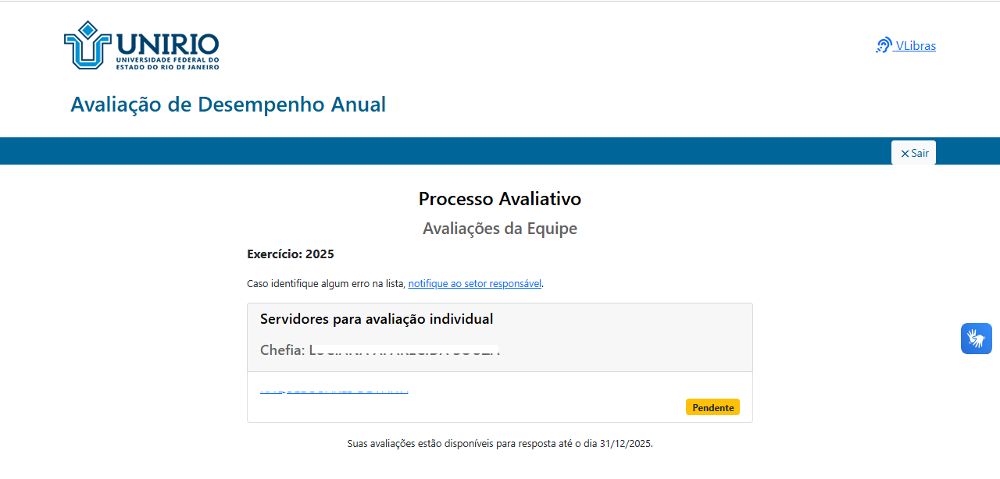 UNIRIO
UNIVERSIDADE FEDERAL DO
ESTADO DO RIO DE JANEIRO
VLibras
Avaliação de Desempenho Anual
Sair
Processo Avaliativo
Avaliações da Equipe
Exercício: 2025
Caso identifique algum erro na lista, notifique ao setor responsável.
Servidores para avaliação individual
Chefia:
Pendente
Suas avaliações estão disponíveis para resposta até o dia 31/12/2025.